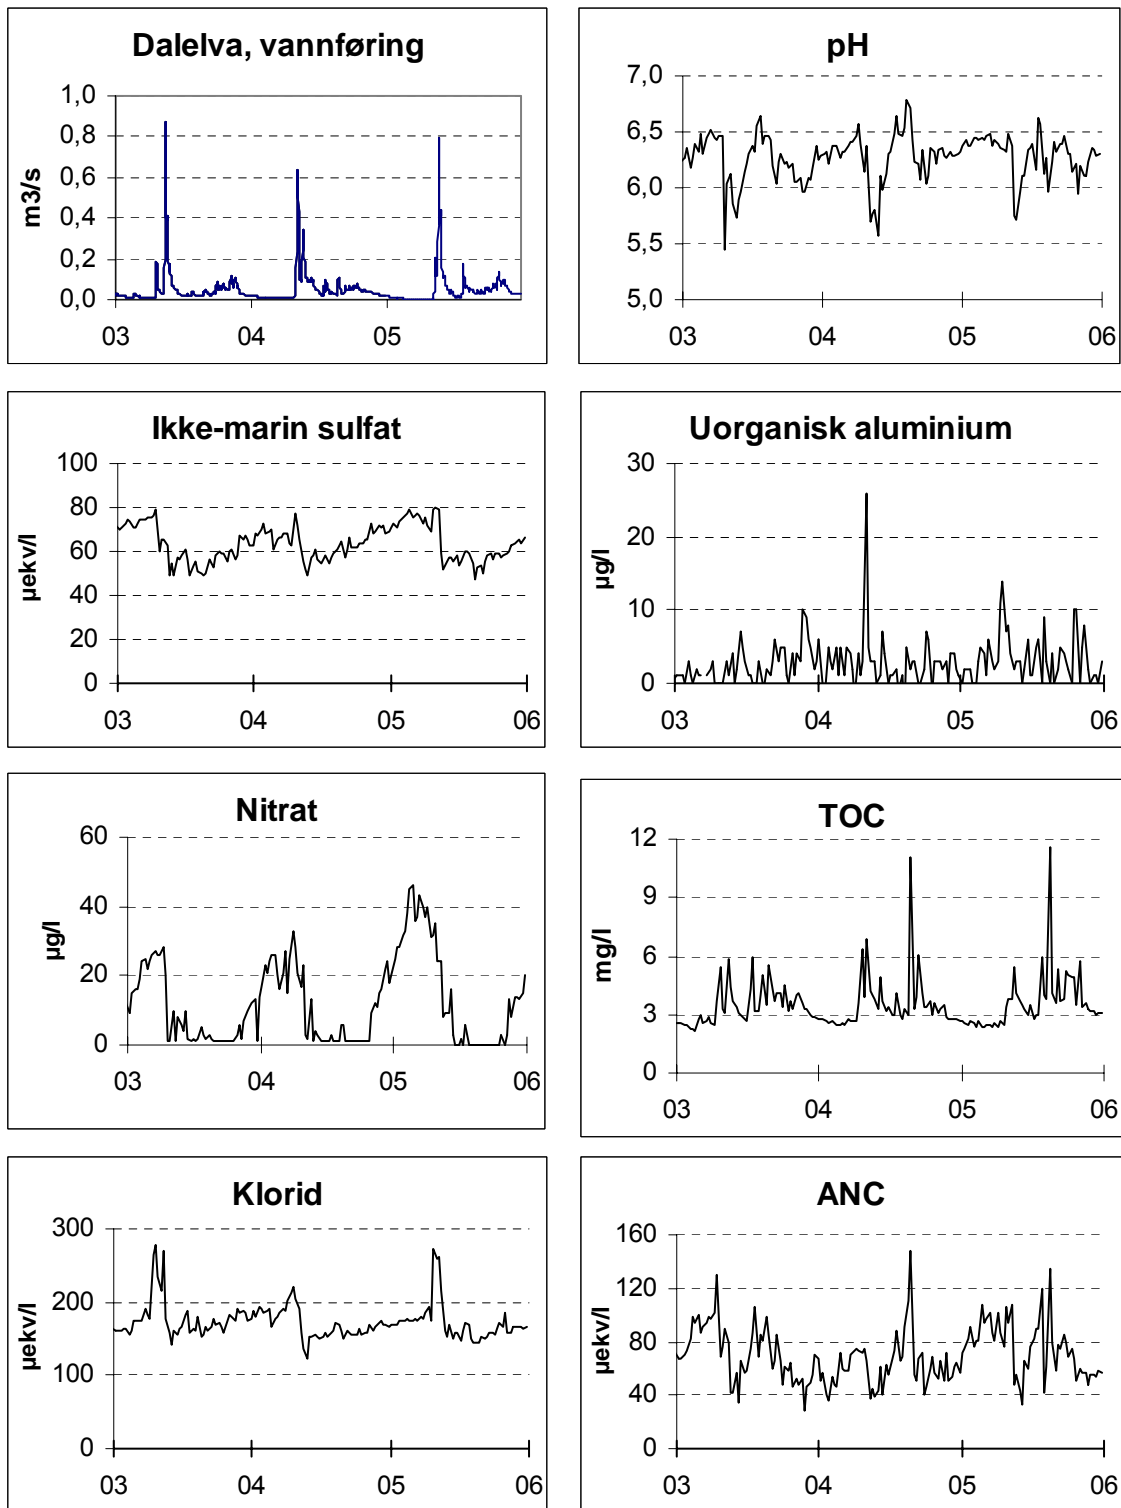 Dalelva, vannføring
m3/s
1,0
0,8
0,6
0,4
0,2
0,0
03 04 05
pH
7,0
6,5
6,0
5,5
5,0
03 04 05 06
Ikke-marin sulfat
µekv/l
100
80
60
40
20
0
03 04 05 06
Uorganisk aluminium
µg/l
30
20
10
0
03 04 05 06
Nitrat
µg/l
60
40
20
0
03 04 05 06
TOC
mg/l
12
9
6
3
0
03 04 05 06
Klorid
µekv/l
300
200
100
0
03 04 05 06
ANC
µekv/l
160
120
80
40
0
03 04 05 06